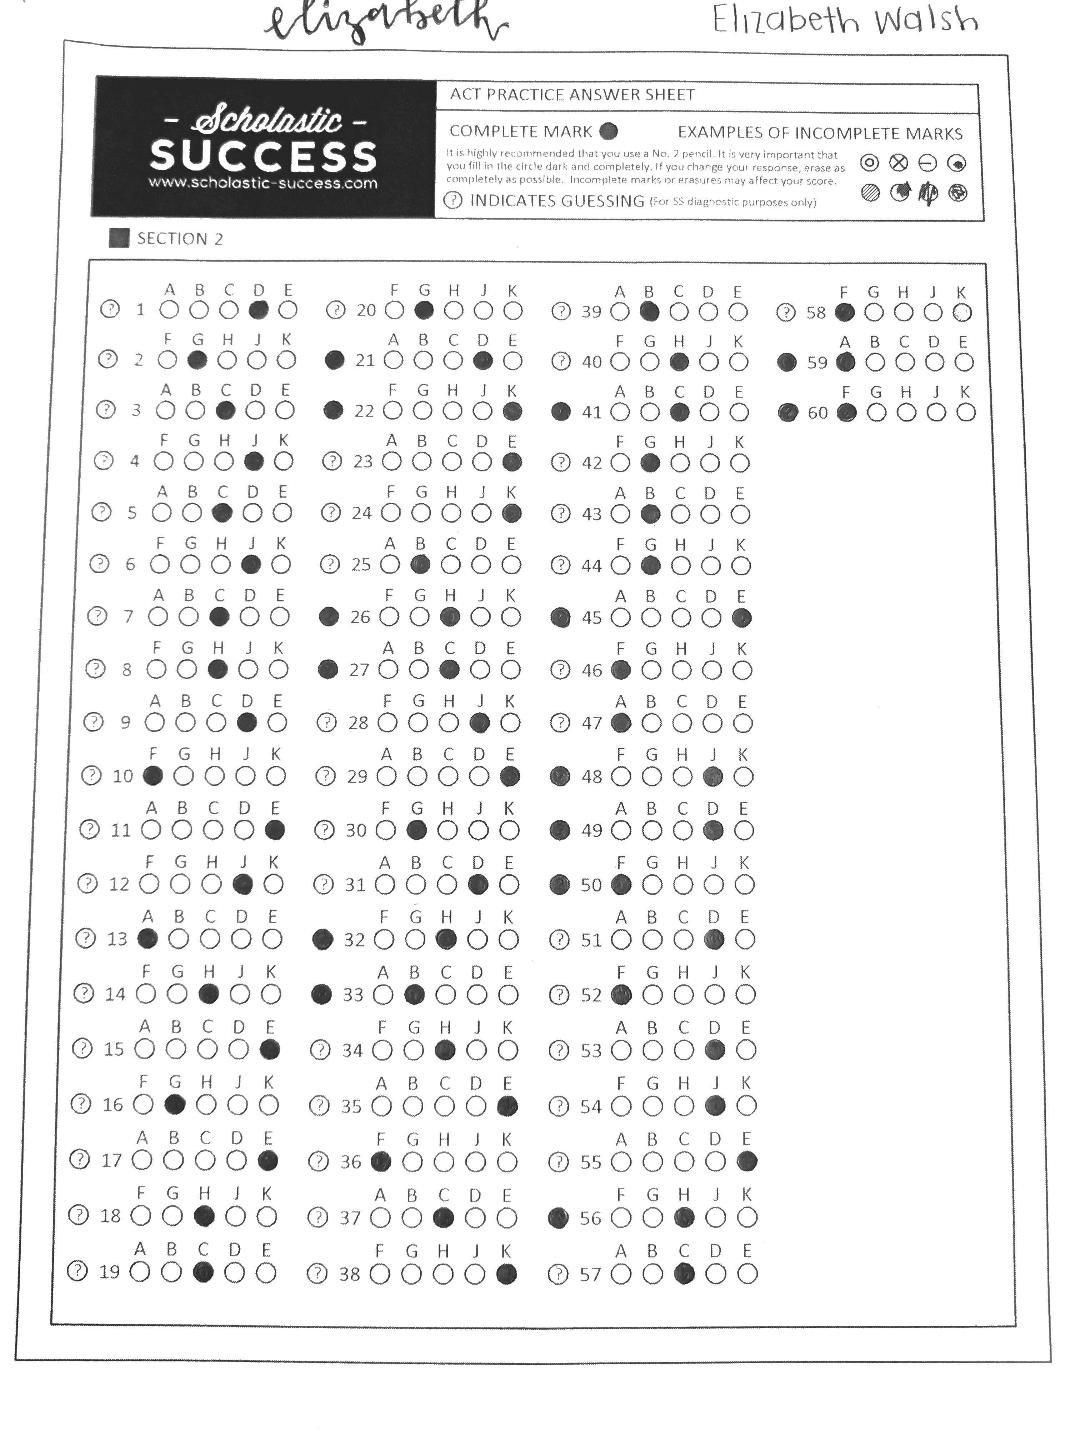 elizabeth
Elizabeth Walsh
- Scholastic -
SUCCESS
www.scholastic-success.com
ACT PRACTICE ANSWER SHEET
COMPLETE MARK EXAMPLES OF INCOMPLETE MARKS
It is highly recommended that you use a No. 2 pencil. It is very important that
you fill in the circle dark and completely. If you change your response, erase as
completely as possible. Incomplete marks or erasures may affect your score.
? INDICATES GUESSING (For SS diagnostic purposes only)
SECTION 2
A B C D E
? 1
F G H J K
? 2
A B C D E
? 3
F G H J K
? 4
A B C D E
? 5
F G H J K
? 6
A B C D E
? 7
F G H J K
? 8
A B C D E
? 9
F G H J K
? 10
A B C D E
? 11
F G H J K
? 12
A B C D E
? 13
F G H J K
? 14
A B C D E
? 15
F G H J K
? 16
A B C D E
? 17
F G H J K
? 18
A B C D E
? 19
F G H J K
? 20
A B C D E
21
F G H J K
22
A B C D E
? 23
F G H J K
? 24
A B C D E
? 25
F G H J K
26
A B C D E
27
F G H J K
? 28
A B C D E
? 29
F G H J K
? 30
A B C D E
? 31
F G H J K
32
A B C D E
33
F G H J K
? 34
A B C D E
? 35
F G H J K
? 36
A B C D E
? 37
F G H J K
? 38
A B C D E
? 39
F G H J K
? 40
A B C D E
41
F G H J K
? 42
A B C D E
? 43
F G H J K
? 44
A B C D E
45
F G H J K
? 46
A B C D E
? 47
F G H J K
48
A B C D E
49
F G H J K
50
A B C D E
? 51
F G H J K
? 52
A B C D E
? 53
F G H J K
? 54
A B C D E
? 55
F G H J K
56
A B C D E
? 57
F G H J K
? 58
A B C D E
59
F G H J K
60